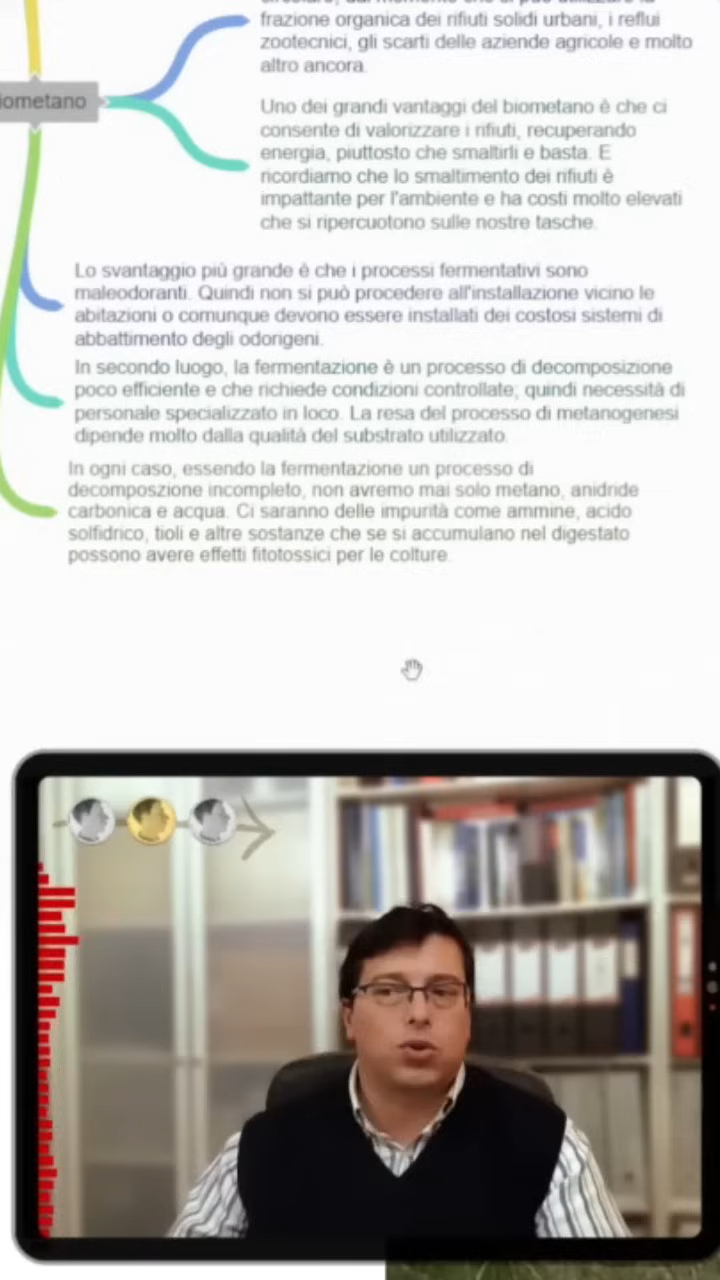 frazione organica dei rifiuti solidi urbani, i reflui
zootecnici, gli scarti delle aziende agricole e molto
altro ancora.
iometano
Uno dei grandi vantaggi del biometano è che ci
consente di valorizzare i rifiuti, recuperando
energia, piuttosto che smaltirli e basta. E
ricordiamo che lo smaltimento dei rifiuti è
impattante per l'ambiente e ha costi molto elevati
che si ripercuotono sulle nostre tasche.
Lo svantaggio più grande è che i processi fermentativi sono
maleodoranti. Quindi non si può procedere all'installazione vicino le
abitazioni o comunque devono essere installati dei costosi sistemi di
abbattimento degli odorigeni.
In secondo luogo, la fermentazione è un processo di decomposizione
poco efficiente e che richiede condizioni controllate; quindi necessità di
personale specializzato in loco. La resa del processo di metanogenesi
dipende molto dalla qualità del substrato utilizzato.
In ogni caso, essendo la fermentazione un processo di
decomposzione incompleto, non avremo mai solo metano, anidride
carbonica e acqua. Ci saranno delle impurità come ammine, acido
solfidrico, tioli e altre sostanze che se si accumulano nel digestato
possono avere effetti fitotossici per le colture.